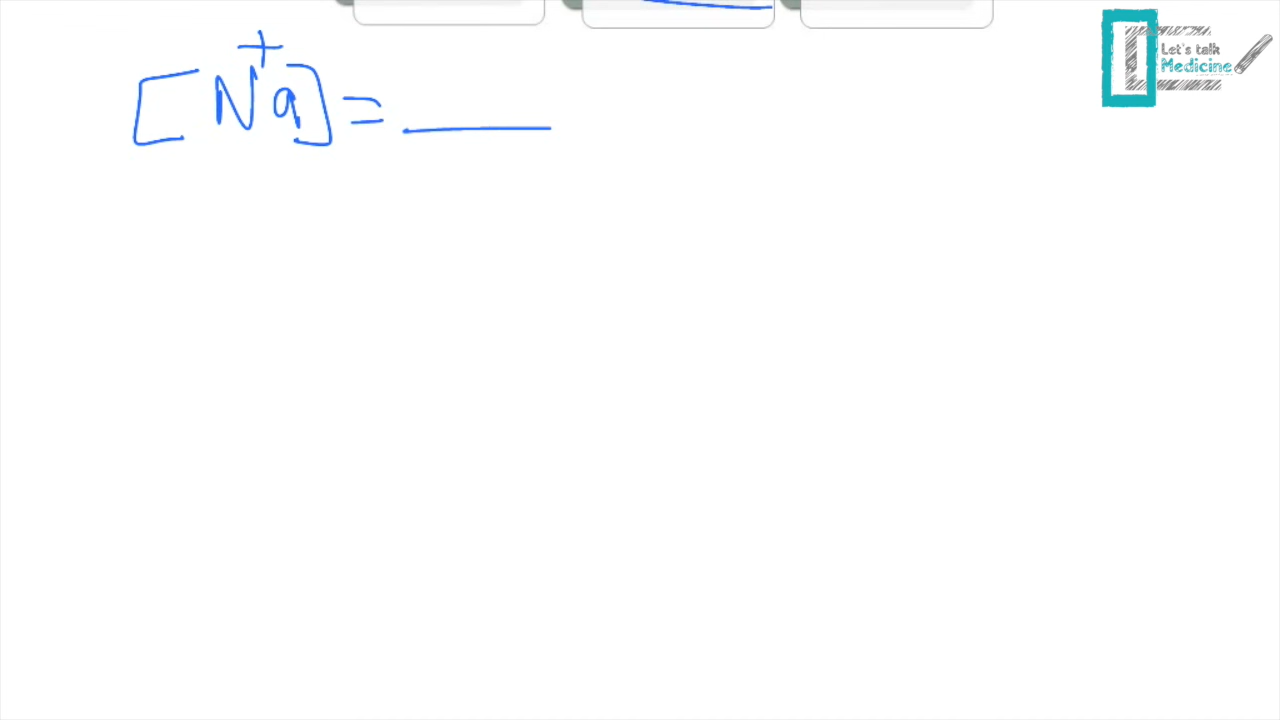 [Na+] = ____
Let's talk
Medicine